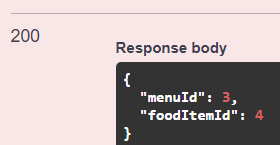 200
Response body
{
  "menuId": 3,
  "foodItemId": 4
}